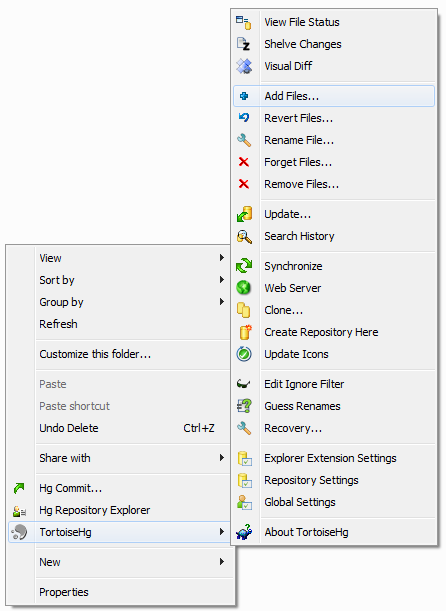 View File Status
Shelve Changes
Visual Diff
Add Files...
Revert Files...
Rename File...
Forget Files...
Remove Files...
Update...
Search History
Synchronize
Web Server
Clone...
Create Repository Here
Update Icons
Edit Ignore Filter
Guess Renames
Recovery...
Explorer Extension Settings
Repository Settings
Global Settings
About TortoiseHg
View
Sort by
Group by
Refresh
Customize this folder...
Paste
Paste shortcut
Undo Delete Ctrl+Z
Share with
Hg Commit...
Hg Repository Explorer
TortoiseHg
New
Properties